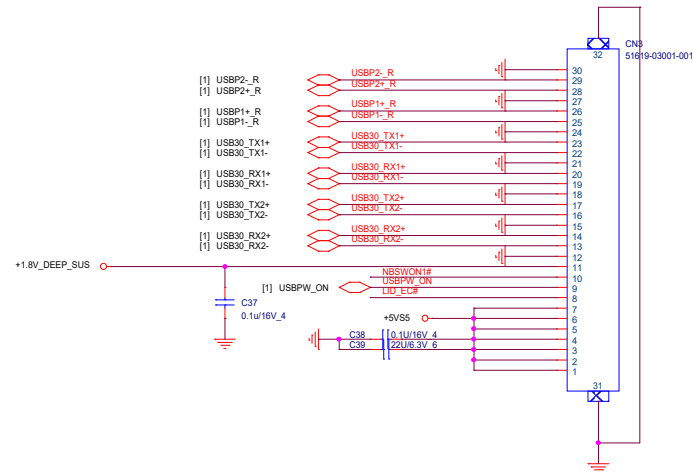 CN3
32
51619-03001-001
USBP2-_R
30
[1] USBP2-_R
29
[1] USBP2+_R
USBP2+_R
28
27
USBP1+_R
[1] USBP1+_R
26
[1] USBP1-_R
USBP1-_R
25
24
USB30_TX1+
[1] USB30_TX1+
23
[1] USB30_TX1-
USB30_TX1-
22
21
USB30_RX1+
[1] USB30_RX1+
20
[1] USB30_RX1-
USB30_RX1-
19
18
USB30_TX2+
[1] USB30_TX2+
17
[1] USB30_TX2-
USB30_TX2-
16
15
USB30_RX2+
[1] USB30_RX2+
14
[1] USB30_RX2-
USB30_RX2-
13
12
+1.8V_DEEP_SUS
11
NBSWON1#
10
[1] USBPW_ON
USBPW_ON
9
LID_EC#
8
C37
0.1u/16V_4
7
+5VS5
6
5
C38
0.1U/16V_4
4
C39
22U/6.3V_6
3
2
1
31